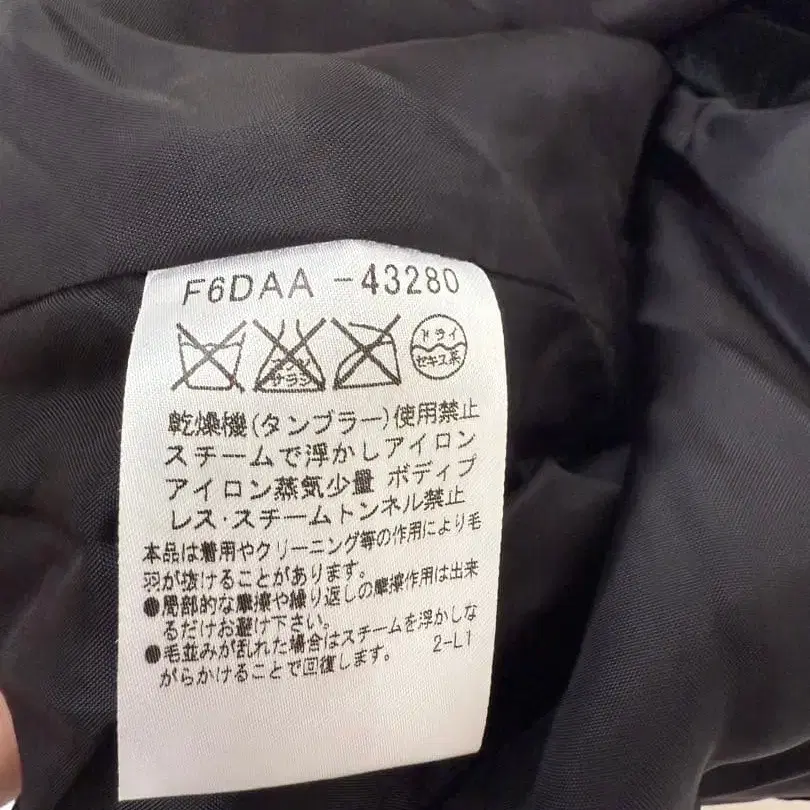 F6DAA -43280
エンソ
サラシ
ドライ
セキユ系
乾燥機(タンブラー)使用禁止
スチームで浮かしアイロン
アイロン蒸気少量 ボディプ
レス・スチームトンネル禁止
本品は着用やクリーニング等の作用により毛
羽が抜けることがあります。
●局部的な摩擦や繰り返しの摩擦作用は出来
るだけお避け下さい。
●毛並みが乱れた場合はスチームを浮かしな
がらかけることで回復します。 2-L1